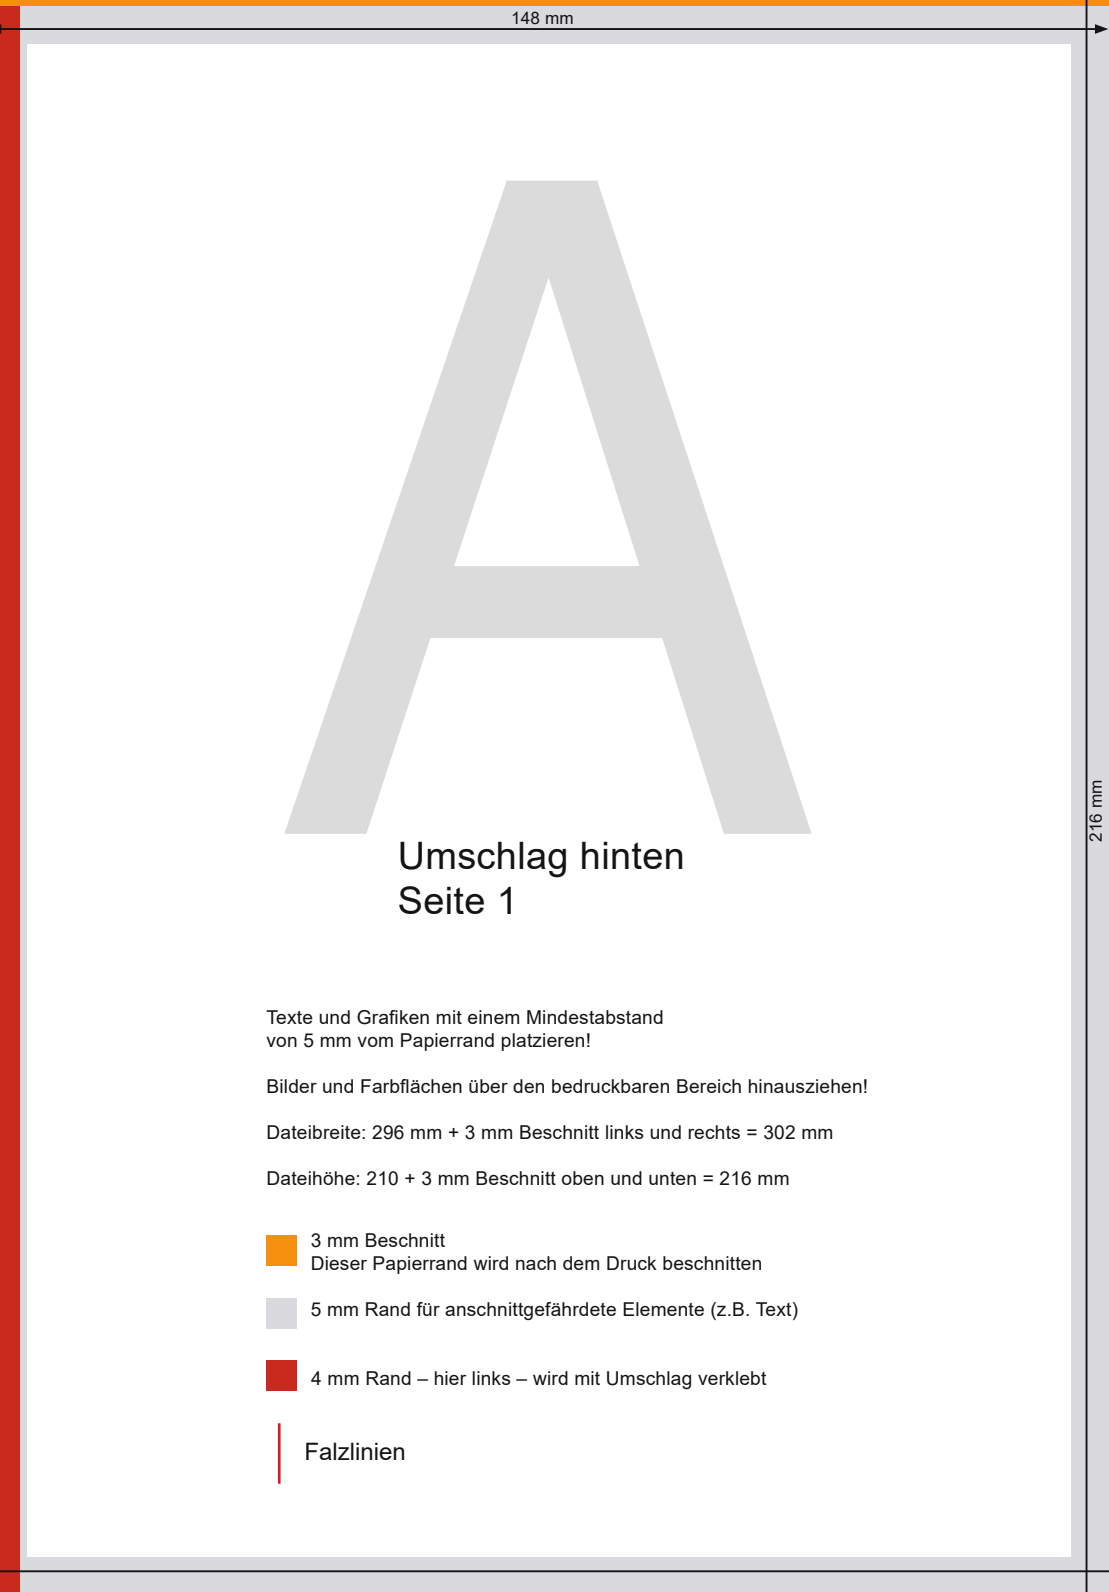 148 mm
A
216 mm
Umschlag hinten
Seite 1
Texte und Grafiken mit einem Mindestabstand
von 5 mm vom Papierrand platzieren!
Bilder und Farbflächen über den bedruckbaren Bereich hinausziehen!
Dateibreite: 296 mm + 3 mm Beschnitt links und rechts = 302 mm
Dateihöhe: 210 + 3 mm Beschnitt oben und unten = 216 mm
3 mm Beschnitt
Dieser Papierrand wird nach dem Druck beschnitten
5 mm Rand für anschnittgefährdete Elemente (z.B. Text)
4 mm Rand – hier links – wird mit Umschlag verklebt
Falzlinien